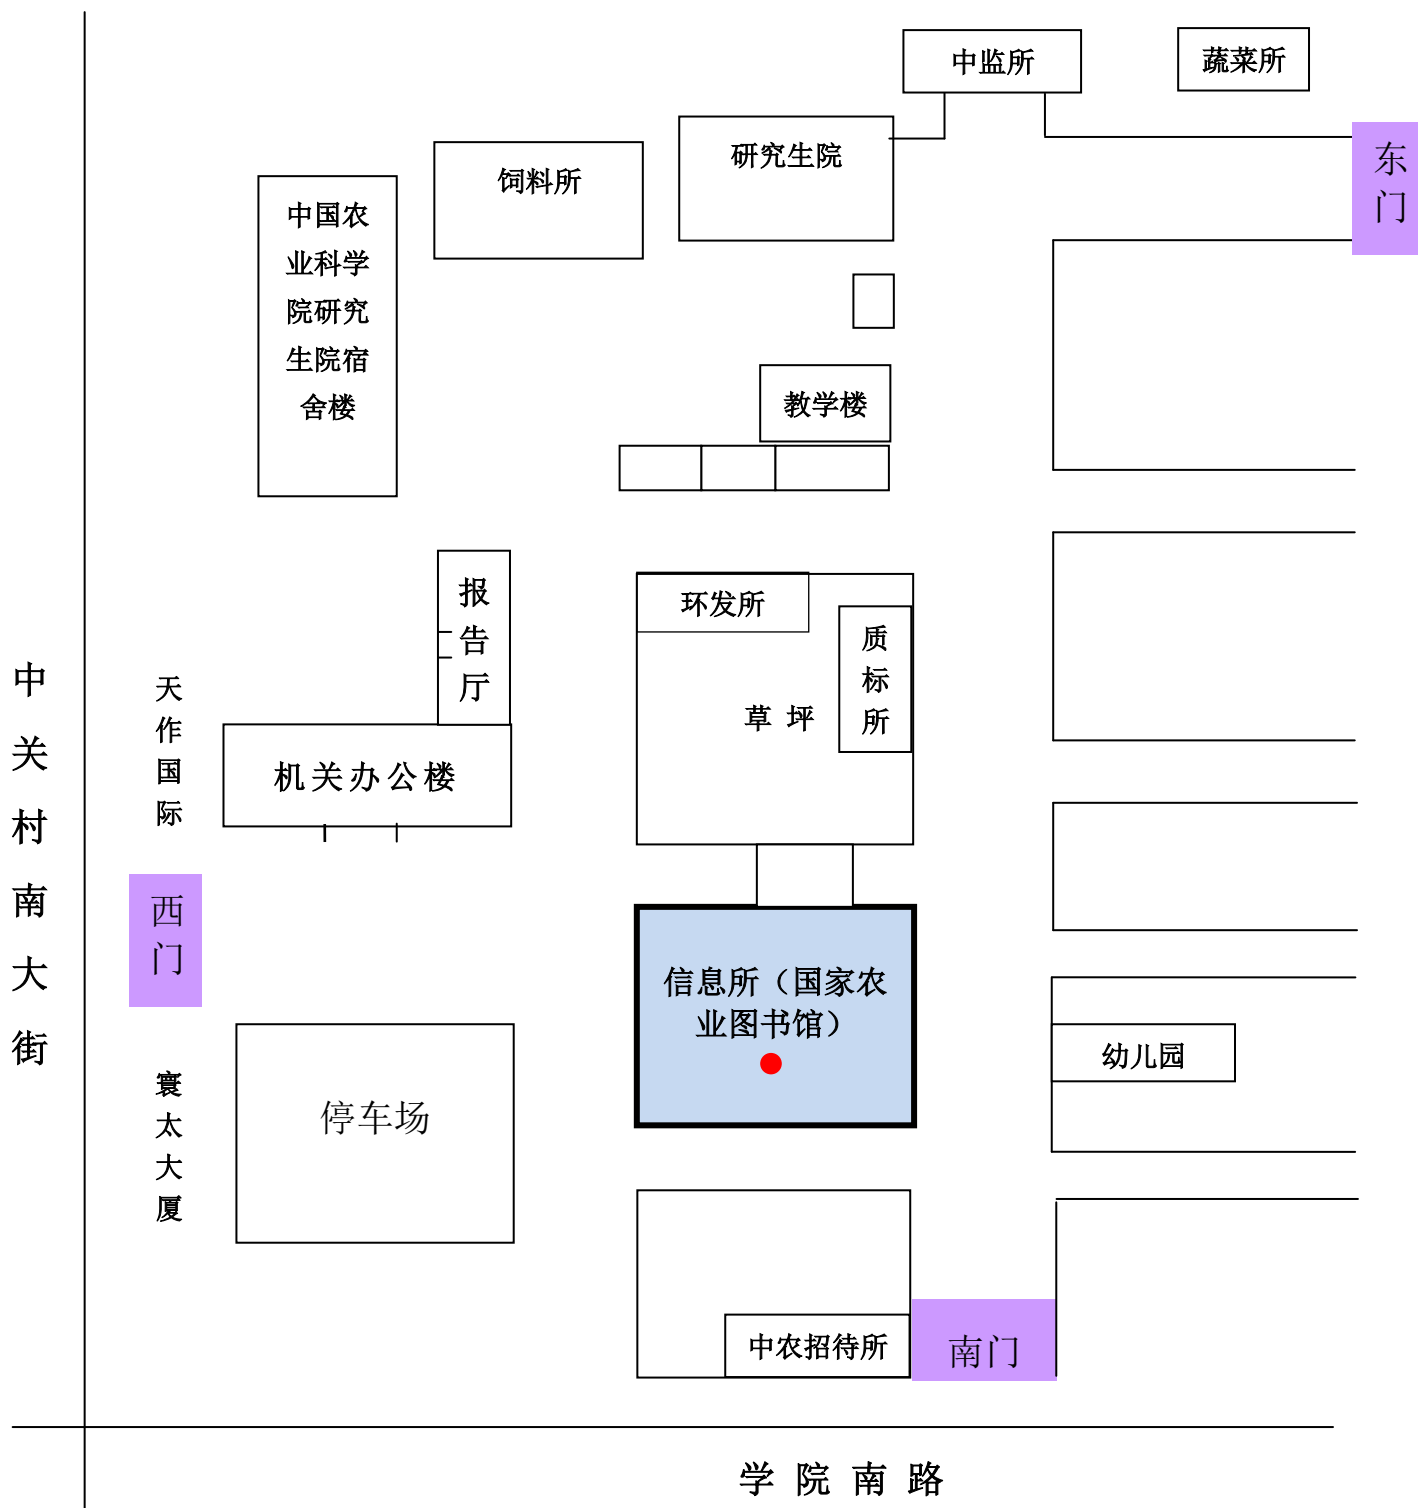 中监所
蔬菜所
研究生院
东
门
饲料所
中国农
业科学
院研究
生院宿
舍楼
教学楼
报
告
厅
环发所
质
标
所
草 坪
中
关
村
南
大
街
天
作
国
际
机关办公楼
西
门
信息所（国家农
业图书馆）
幼儿园
寰
太
大
厦
停车场
中农招待所
南门
学 院 南 路